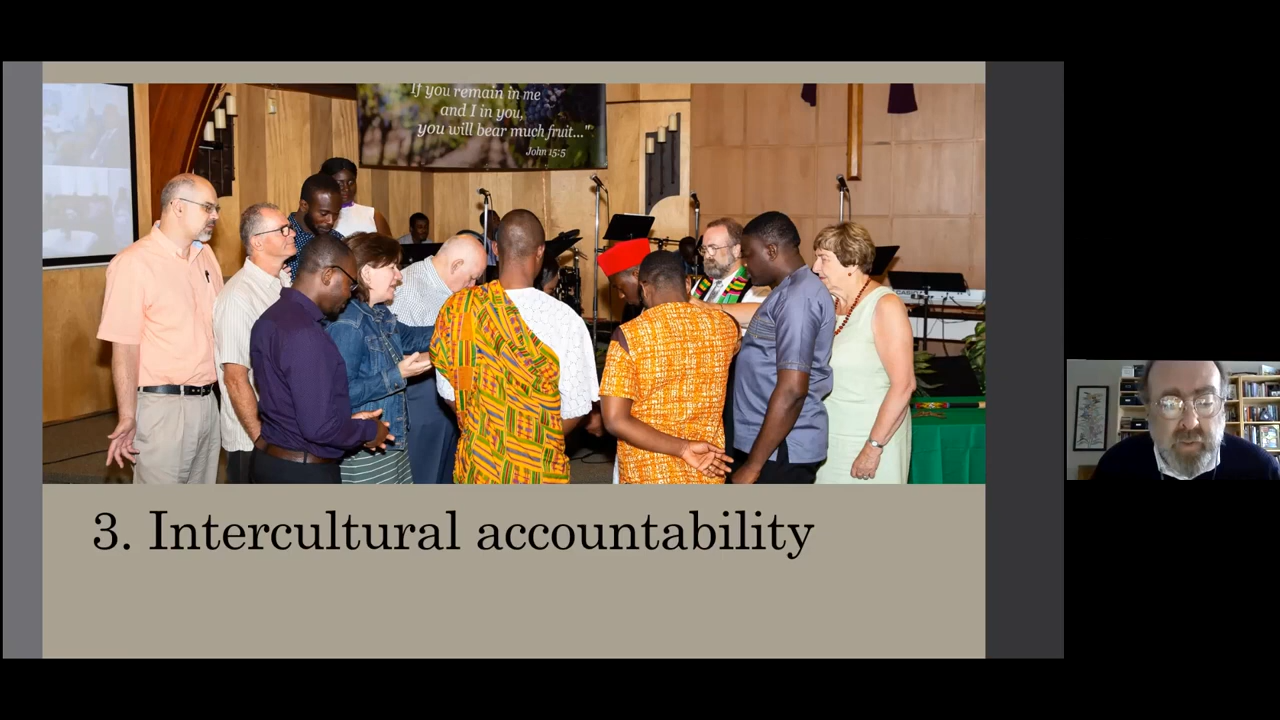 If you remain in me
and I in you,
you will bear much fruit..."
John 15:5
CASIO
3. Intercultural accountability